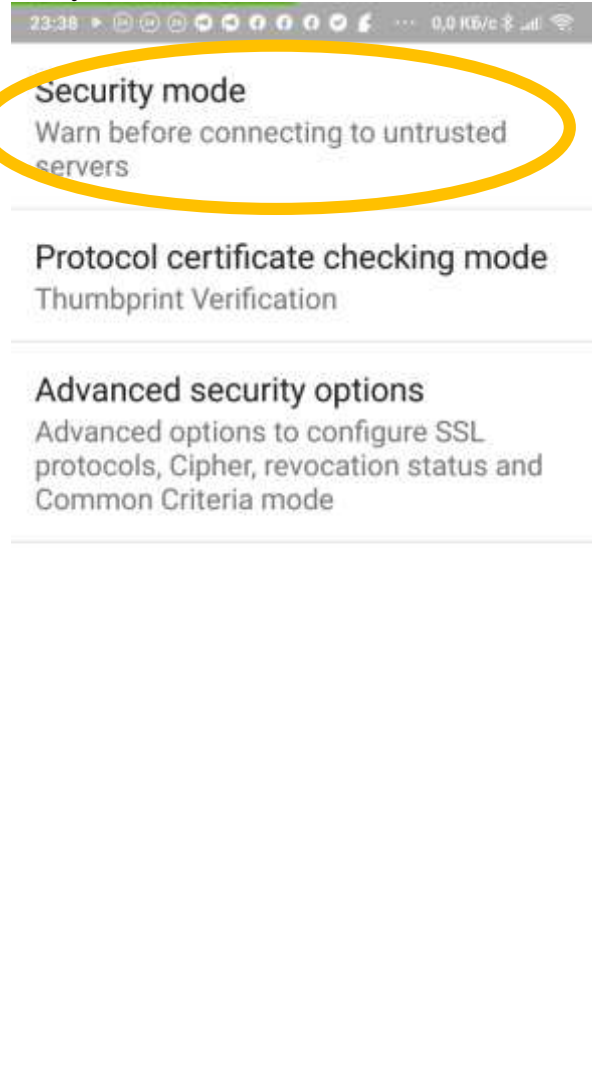 23:38 ··· 0,0 КБ/с
Security mode
Warn before connecting to untrusted
servers
Protocol certificate checking mode
Thumbprint Verification
Advanced security options
Advanced options to configure SSL
protocols, Cipher, revocation status and
Common Criteria mode